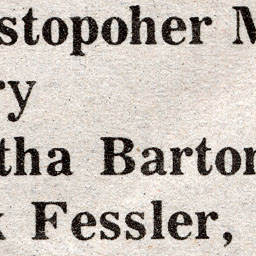 stopoher M
ry
tha Barton
k Fessler,